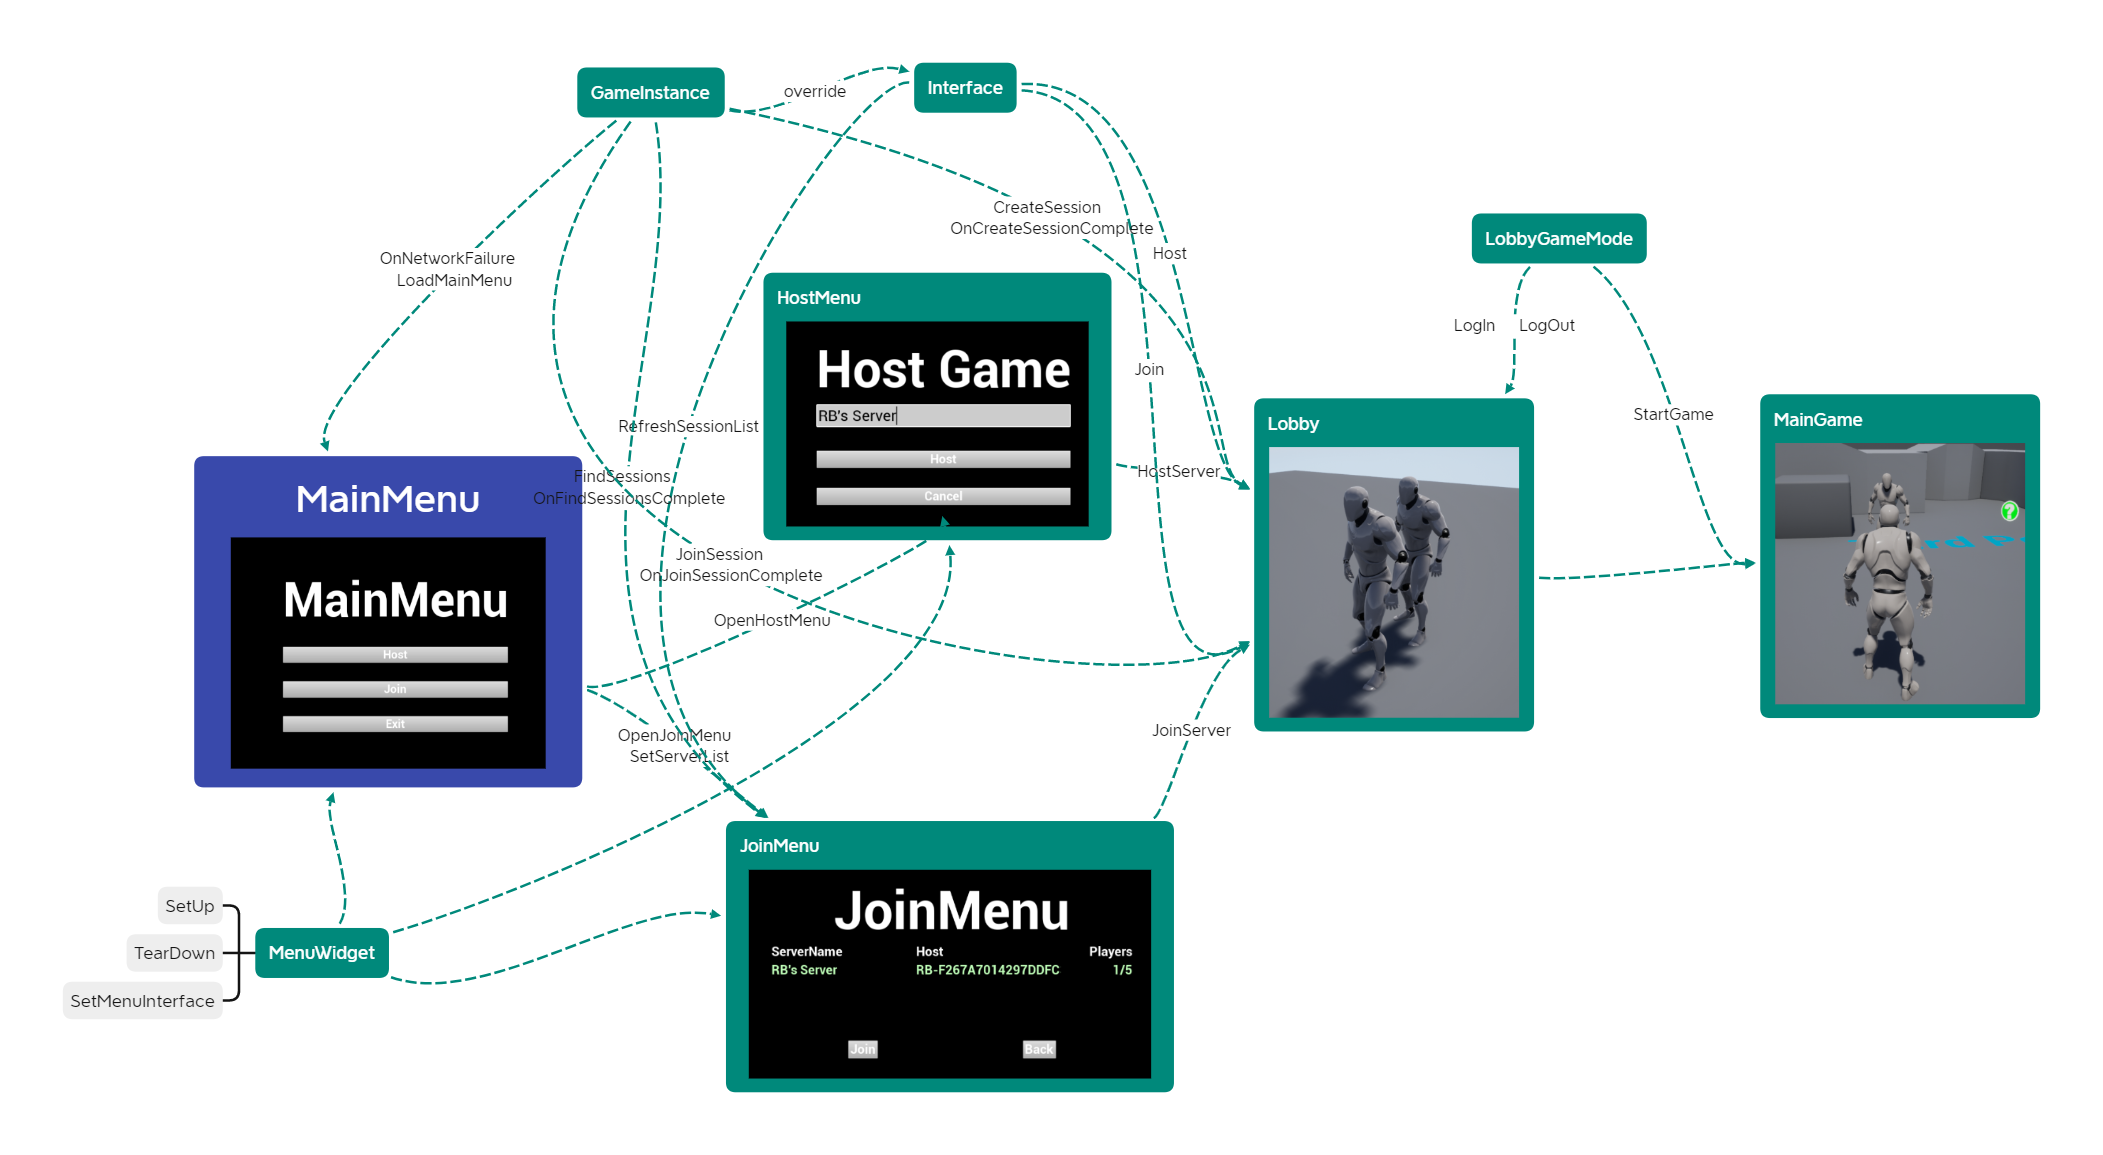 GameInstance
override
Interface
CreateSession
OnCreateSessionComplete
Host
LobbyGameMode
OnNetworkFailure
LoadMainMenu
HostMenu
Host Game
RB's Server
Host
Cancel
LogIn
LogOut
Join
StartGame
RefreshSessionList
Lobby
MainGame
FindSessions
OnFindSessionsComplete
HostServer
MainMenu
MainMenu
Host
Join
Exit
JoinSession
OnJoinSessionComplete
OpenHostMenu
OpenJoinMenu
SetServerList
JoinServer
JoinMenu
JoinMenu
ServerName Host Players
RB's Server RB-F267A7014297DDFC 1/5
Join Back
SetUp
TearDown
MenuWidget
SetMenuInterface